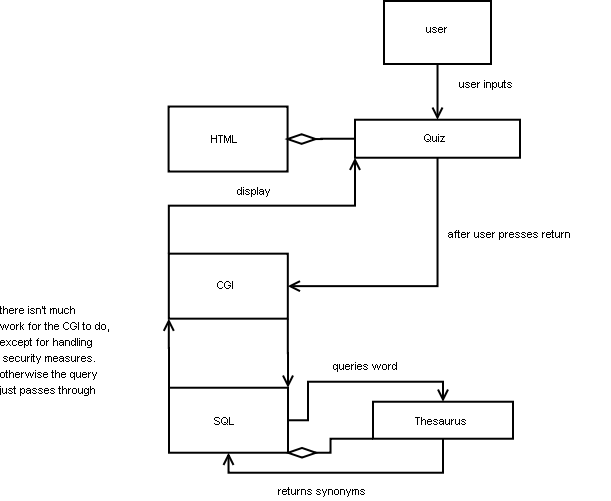 user
user inputs
HTML
Quiz
display
after user presses return
CGI
there isn't much
work for the CGI to do,
except for handling
security measures.
otherwise the query
just passes through
queries word
SQL
Thesaurus
returns synonyms